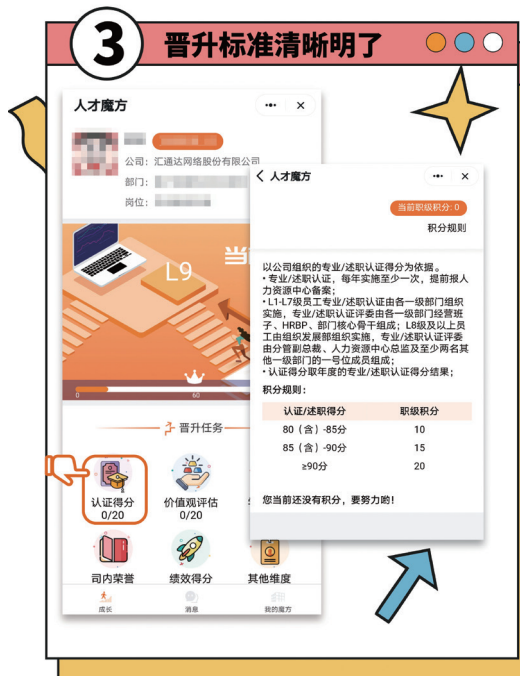 3 晋升标准清晰明了
人才魔方
公司：汇通达网络股份有限公司
部门：
岗位：
当
L9
0
60
晋升任务
认证得分
0/20
价值观评估
0/20
司内荣誉
绩效得分
其他维度
成长
消息
我的魔方
人才魔方
当前职级积分: 0
积分规则
以公司组织的专业/述职认证得分为依据。
·专业/述职认证，每年实施至少一次，提前报人
力资源中心备案；
·L1-L7级员工专业/述职认证由各一级部门组织
实施，专业/述职认证评委由各一级部门经营班
子、HRBP、部门核心骨干组成；L8级及以上员
工由组织发展部组织实施，专业/述职认证评委
由分管副总裁、人力资源中心总监及至少两名其
他一级部门的一号位成员组成；
·认证得分取年度的专业/述职认证得分结果；
积分规则：
认证/述职得分 职级积分
80（含）-85分 10
85（含）-90分 15
≥90分 20
您当前还没有积分，要努力哟！